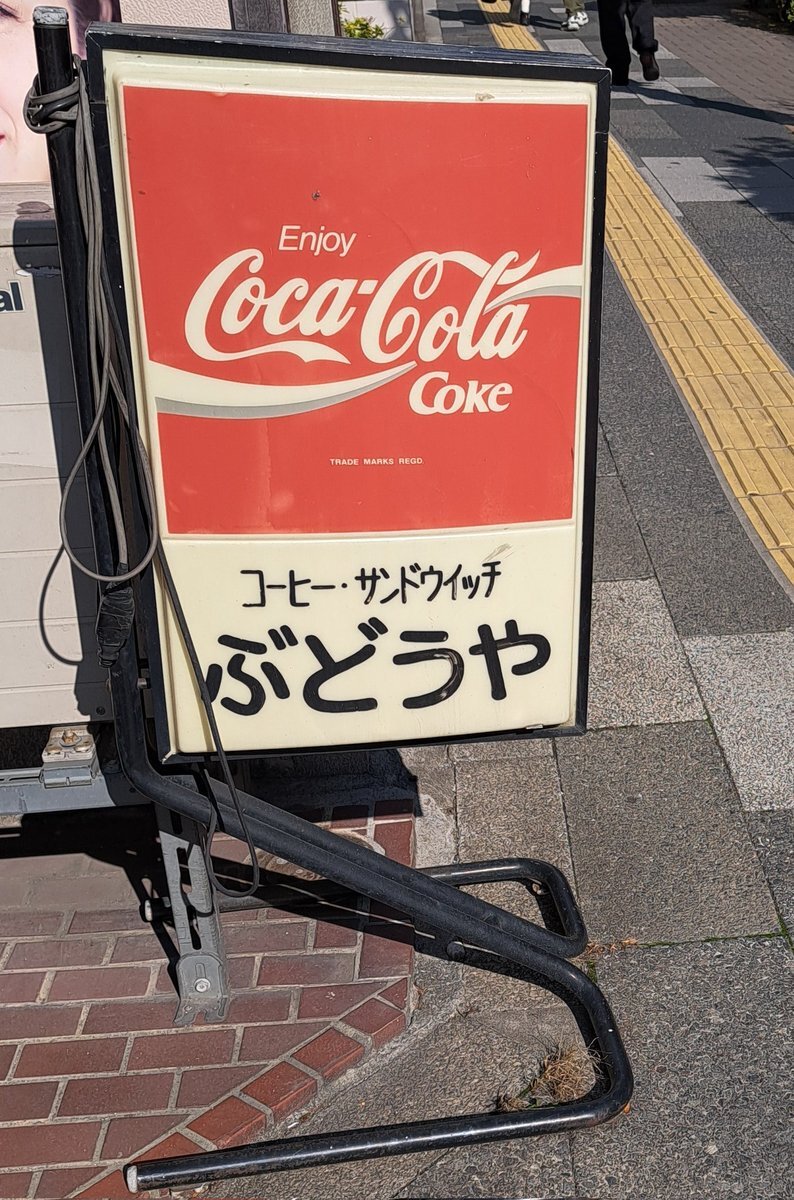 Enjoy
Coca-Cola
Coke
TRADE MARKS REGD.
コーヒー・サンドウイッチ
ぶどうや
al